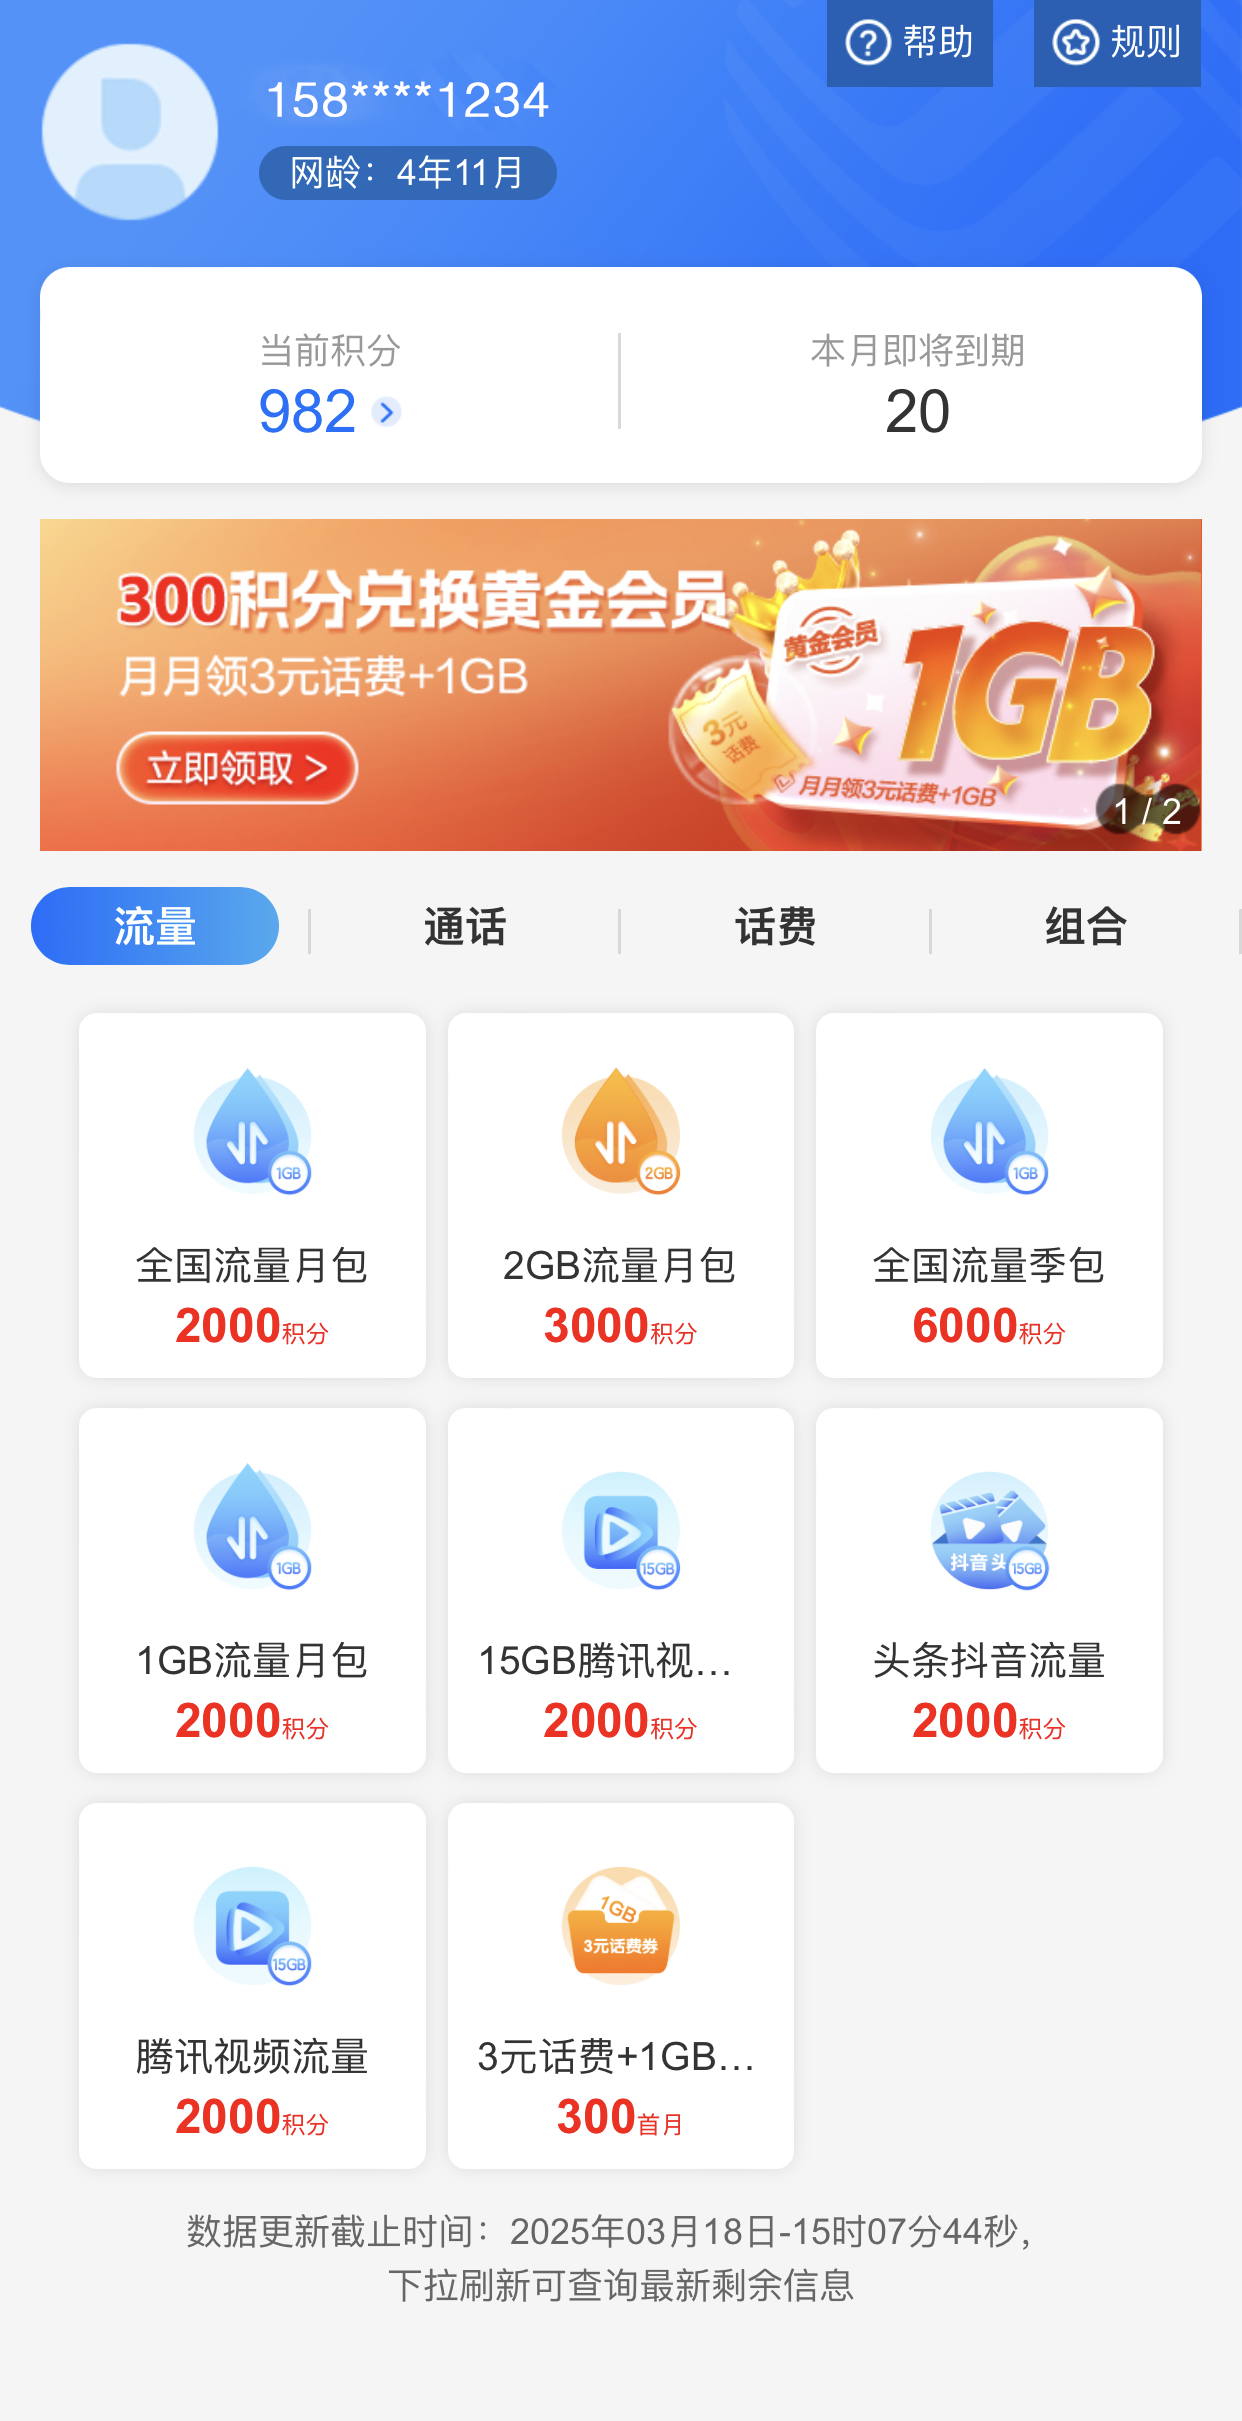 帮助
规则
158****1234
网龄：4年11月
当前积分
本月即将到期
982
20
300积分兑换黄金会员
月月领3元话费+1GB
立即领取 >
黄金会员
1GB
3元
话费
月月领3元话费+1GB
1 / 2
流量
通话
话费
组合
1GB
2GB
1GB
全国流量月包
2GB流量月包
全国流量季包
2000积分
3000积分
6000积分
1GB
15GB
抖音头
15GB
1GB流量月包
15GB腾讯视...
头条抖音流量
2000积分
2000积分
2000积分
15GB
1GB
3元话费券
腾讯视频流量
3元话费+1GB...
2000积分
300首月
数据更新截止时间：2025年03月18日-15时07分44秒，
下拉刷新可查询最新剩余信息